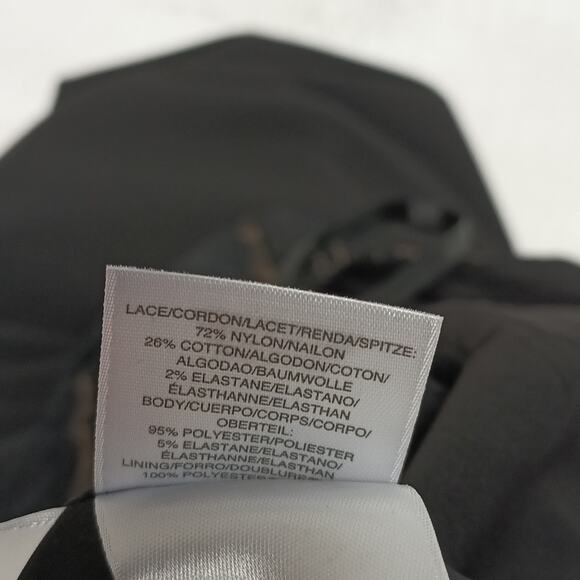 LACE/CORDON/LACET/RENDA/SPITZE:
72% NYLON/NAILON
26% COTTON/ALGODON/COTON/
ALGODAO/BAUMWOLLE
2% ELASTANE/ELASTANO/
ÉLASTHANNE/ELASTHAN
BODY/CUERPO/CORPS/CORPO/
OBERTEIL:
95% POLYESTER/POLIESTER
5% ELASTANE/ELASTANO/
ÉLASTHANNE/ELASTHAN
LINING/FORRO/DOUBLURE
100%